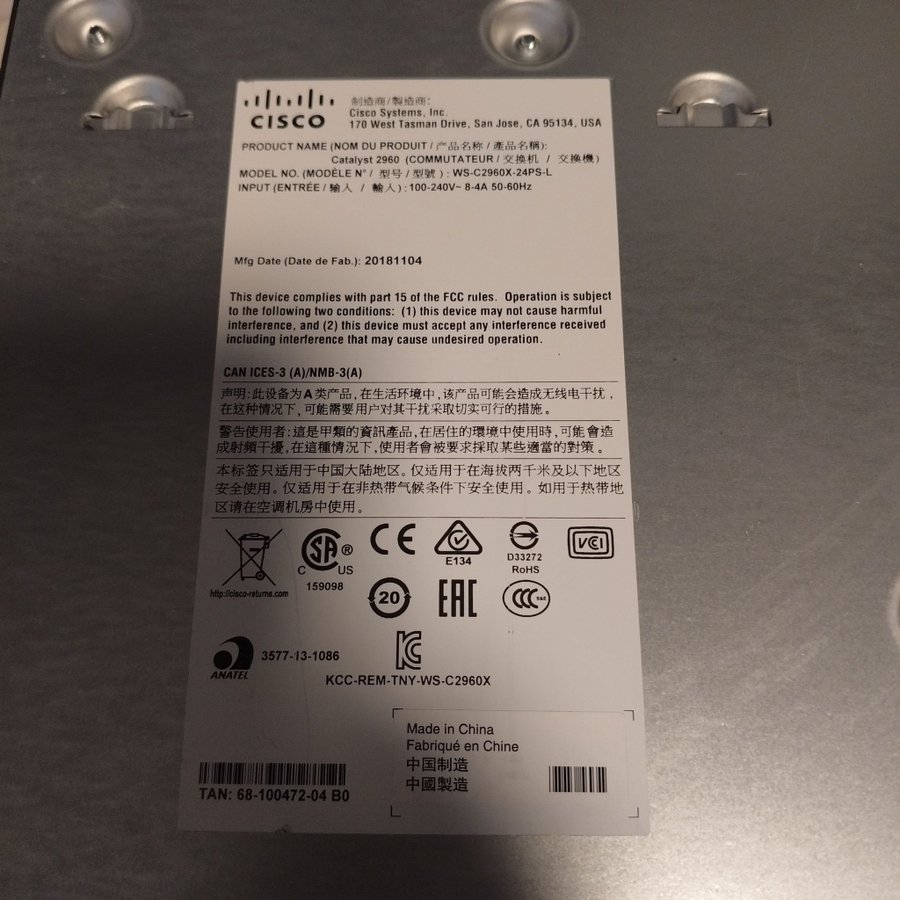 制造商/製造商:
CISCO
Cisco Systems, Inc.
170 West Tasman Drive, San Jose, CA 95134, USA
PRODUCT NAME (NOM DU PRODUIT / 产品名称 / 產品名稱):
Catalyst 2960 (COMMUTATEUR / 交换机 / 交換機)
MODEL NO. (MODÈLE N° / 型号 / 型號) : WS-C2960X-24PS-L
INPUT (ENTRÉE / 输入 / 輸入) : 100-240V~ 8-4A 50-60Hz
Mfg Date (Date de Fab.): 20181104
This device complies with part 15 of the FCC rules. Operation is subject
to the following two conditions: (1) this device may not cause harmful
interference, and (2) this device must accept any interference received
including interference that may cause undesired operation.
CAN ICES-3 (A)/NMB-3(A)
声明:此设备为A类产品,在生活环境中,该产品可能会造成无线电干扰,
在这种情况下,可能需要用户对其干扰采取切实可行的措施。
警告使用者:這是甲類的資訊產品,在居住的環境中使用時,可能會造
成射頻干擾,在這種情況下,使用者會被要求採取某些適當的對策。
本标签只适用于中国大陆地区。仅适用于在海拔两千米及以下地区
安全使用。仅适用于在非热带气候条件下安全使用。如用于热带地
区请在空调机房中使用。
http://cisco-returns.com
C SA US ®
159098
CE
E134
D33272
RoHS
VCI
20
EAC
CCC S&E
ANATEL
3577-13-1086
KC
KCC-REM-TNY-WS-C2960X
Made in China
Fabriqué en Chine
中国制造
中國製造
TAN: 68-100472-04 B0